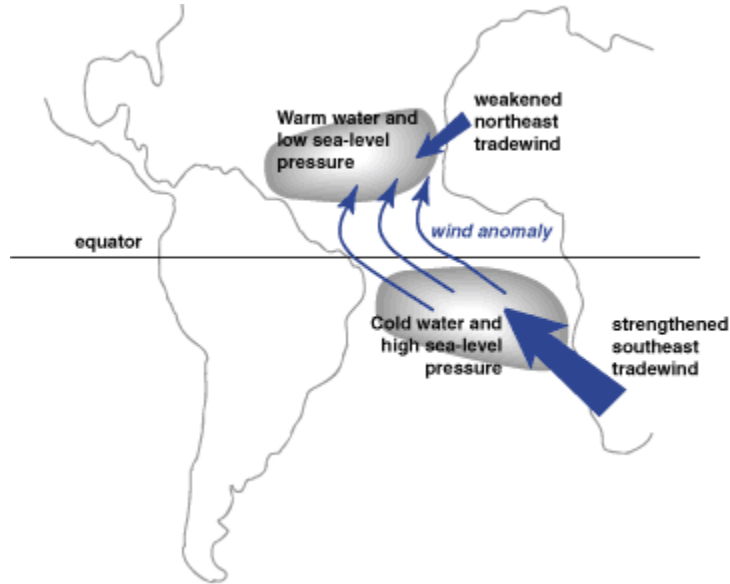 Warm water and
low sea-level
pressure
weakened
northeast
tradewind
equator
wind anomaly
Cold water and
high sea-level
pressure
strengthened
southeast
tradewind